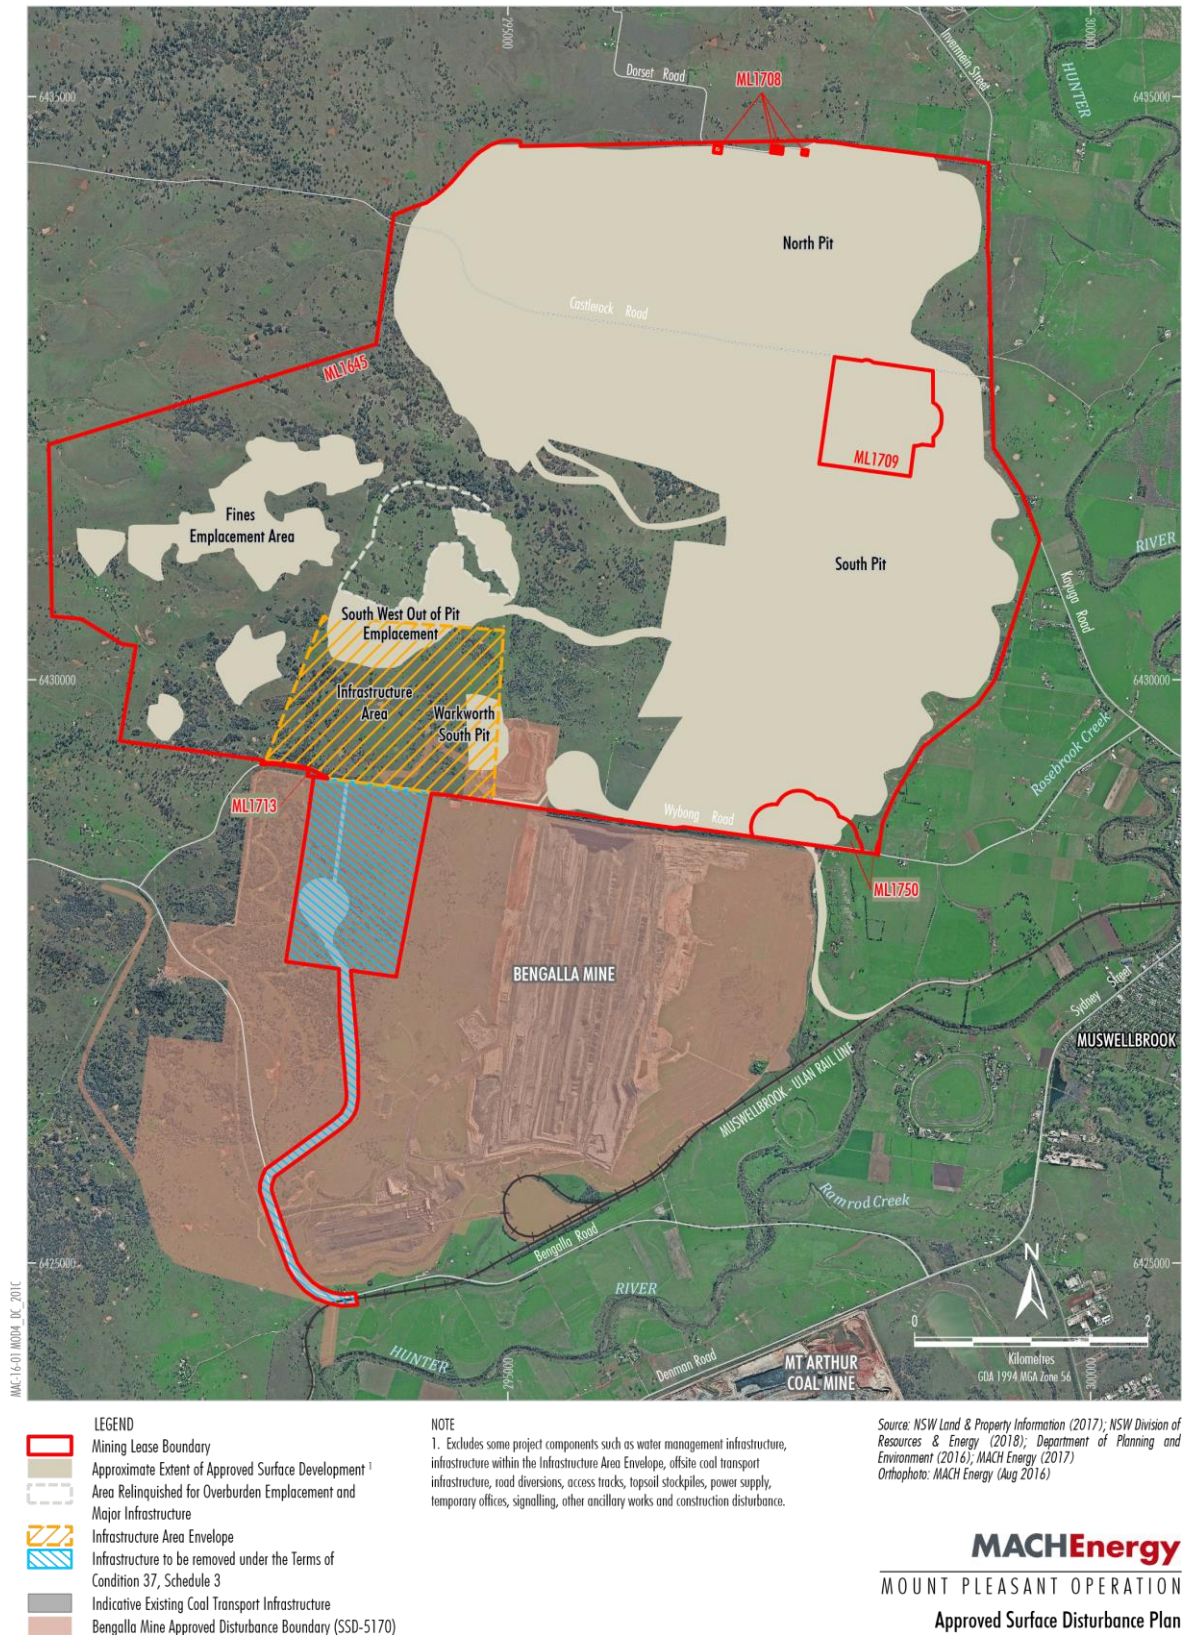 295000
300000
Dorset Road
ML1708
Invermein Street
HUNTER
6435000
6435000
North Pit
Castlerock Road
ML1645
ML1709
Fines
Emplacement Area
RIVER
South Pit
Kayuga Road
South West Out of Pit
Emplacement
6430000
6430000
Infrastructure
Area
Warkworth
South Pit
Rosebrook Creek
ML1713
Wybong Road
ML1750
BENGALLA MINE
Sydney Street
MUSWELLBROOK
MUSWELLBROOK - ULAN RAIL LINE
Ramrod Creek
Bengalla Road
6425000
6425000
N
RIVER
HUNTER
0
2
Kilometres
GDA 1994 MGA Zone 56
Denman Road
MT ARTHUR
COAL MINE
295000
300000
MAC-16-01 MOD4_DC_201C
LEGEND
Mining Lease Boundary
Approximate Extent of Approved Surface Development 1
Area Relinquished for Overburden Emplacement and
Major Infrastructure
Infrastructure Area Envelope
Infrastructure to be removed under the Terms of
Condition 37, Schedule 3
Indicative Existing Coal Transport Infrastructure
Bengalla Mine Approved Disturbance Boundary (SSD-5170)
NOTE
1. Excludes some project components such as water management infrastructure,
infrastructure within the Infrastructure Area Envelope, offsite coal transport
infrastructure, road diversions, access tracks, topsoil stockpiles, power supply,
temporary offices, signalling, other ancillary works and construction disturbance.
Source: NSW Land & Property Information (2017); NSW Division of
Resources & Energy (2018); Department of Planning and
Environment (2016); MACH Energy (2017)
Orthophoto: MACH Energy (Aug 2016)
MACHEnergy
MOUNT PLEASANT OPERATION
Approved Surface Disturbance Plan